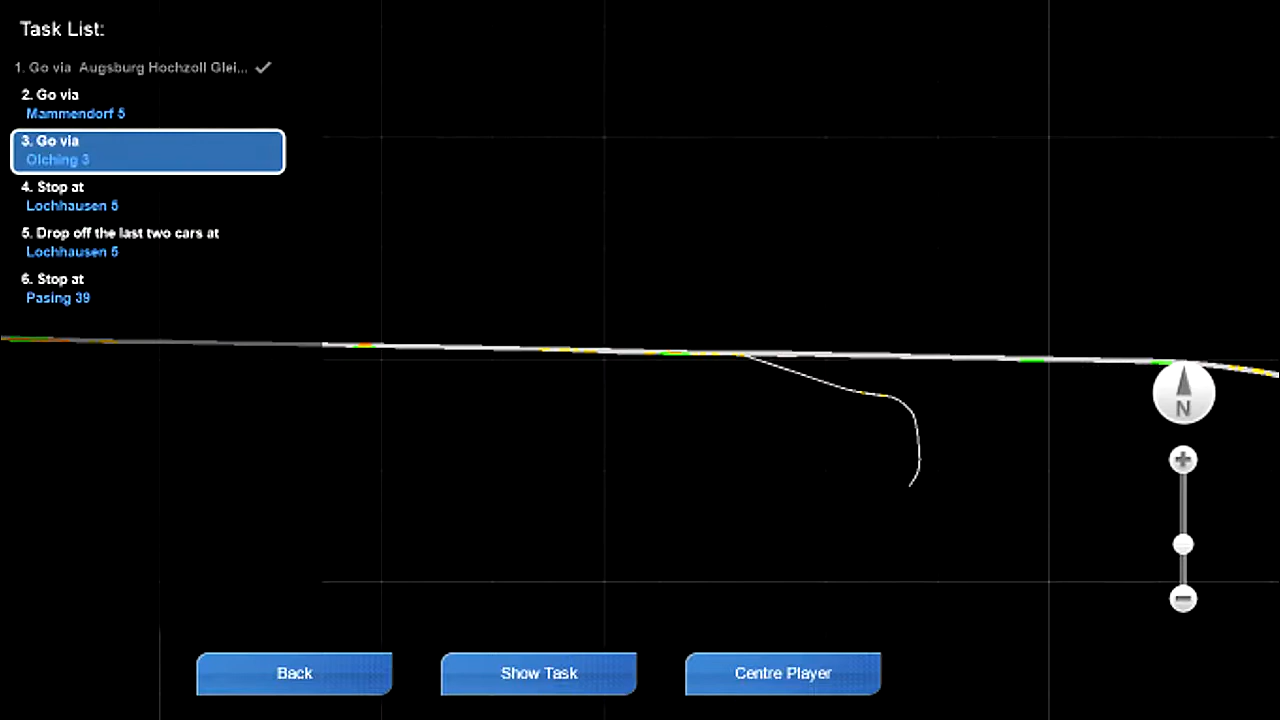 Task List:
1. Go via Augsburg Hochzoll Glei...
2. Go via
Mammendorf 5
3. Go via
Olching 3
4. Stop at
Lochhausen 5
5. Drop off the last two cars at
Lochhausen 5
6. Stop at
Pasing 39
N
Back
Show Task
Centre Player